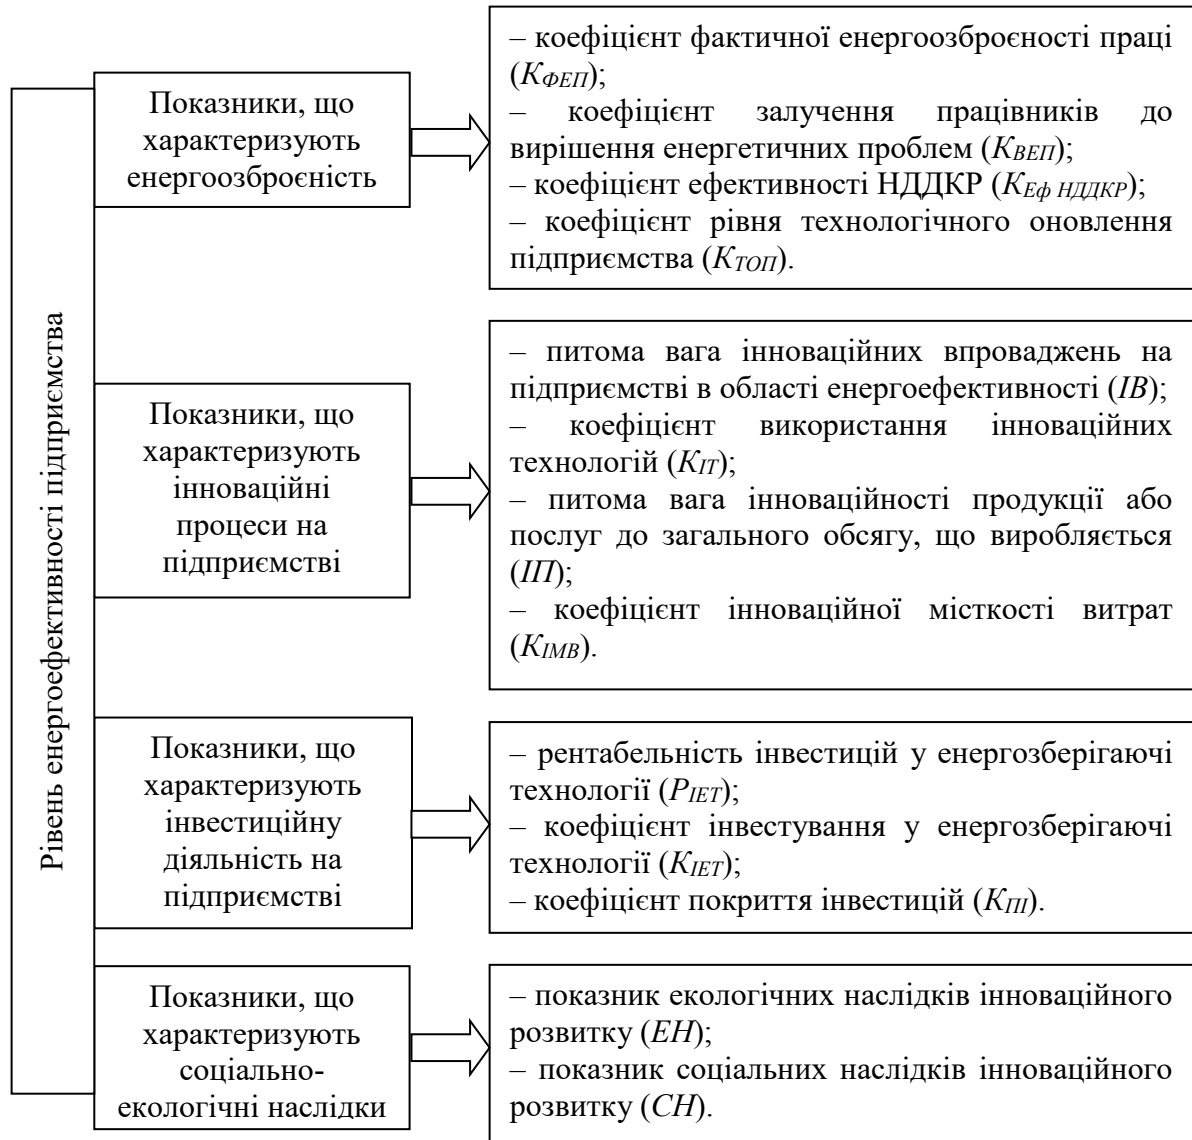 Рівень енергоефективності підприємства
Показники, що
характеризують
енергоозброєність
– коефіцієнт фактичної енергоозброєності праці
(КФЕП);
– коефіцієнт залучення працівників до
вирішення енергетичних проблем (КВЕП);
– коефіцієнт ефективності НДДКР (КЕф НДДКР);
– коефіцієнт рівня технологічного оновлення
підприємства (КТОП).
Показники, що
характеризують
інноваційні
процеси на
підприємстві
– питома вага інноваційних впроваджень на
підприємстві в області енергоефективності (ІВ);
– коефіцієнт використання інноваційних
технологій (КІТ);
– питома вага інноваційності продукції або
послуг до загального обсягу, що виробляється
(ІП);
– коефіцієнт інноваційної місткості витрат
(КІМВ).
Показники, що
характеризують
інвестиційну
діяльність на
підприємстві
– рентабельність інвестицій у енергозберігаючі
технології (РІЕТ);
– коефіцієнт інвестування у енергозберігаючі
технології (КІЕТ);
– коефіцієнт покриття інвестицій (КПІ).
Показники, що
характеризують
соціально-
екологічні наслідки
– показник екологічних наслідків інноваційного
розвитку (ЕН);
– показник соціальних наслідків інноваційного
розвитку (СН).